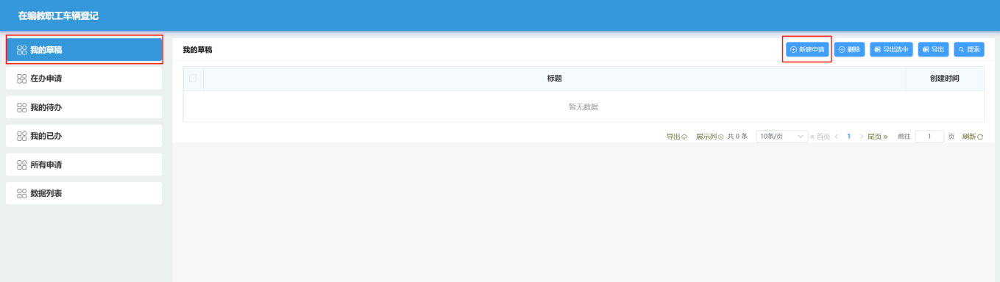 在编教职工车辆登记
我的草稿
在办申请
我的待办
我的已办
所有申请
数据列表
我的草稿 新建申请 删除 导出选中 导出 搜索
标题 创建时间
暂无数据
导出 展示列 共 0 条 10条/页 « 首页 < 1 > 尾页 » 前往 1 页 刷新